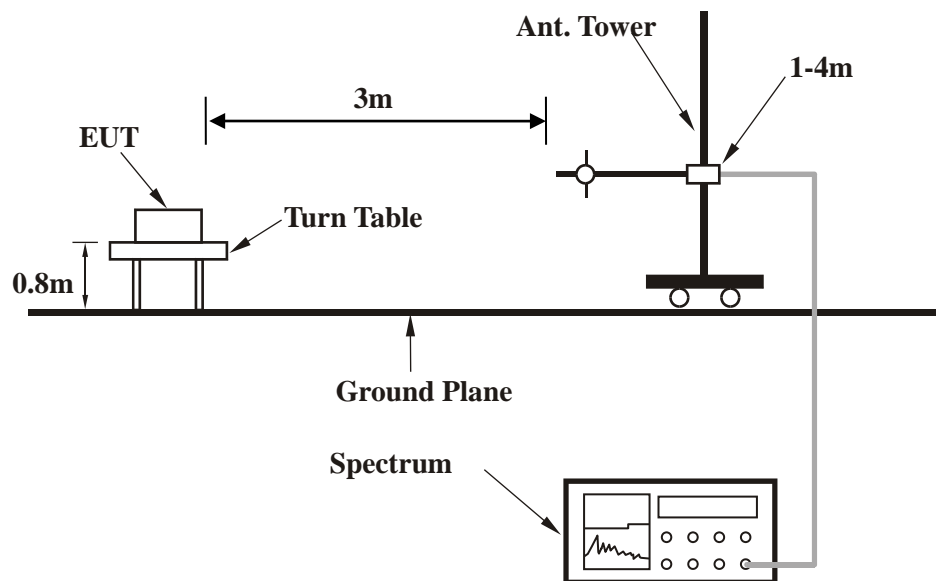 Ant. Tower
1-4m
3m
EUT
Turn Table
0.8m
Ground Plane
Spectrum